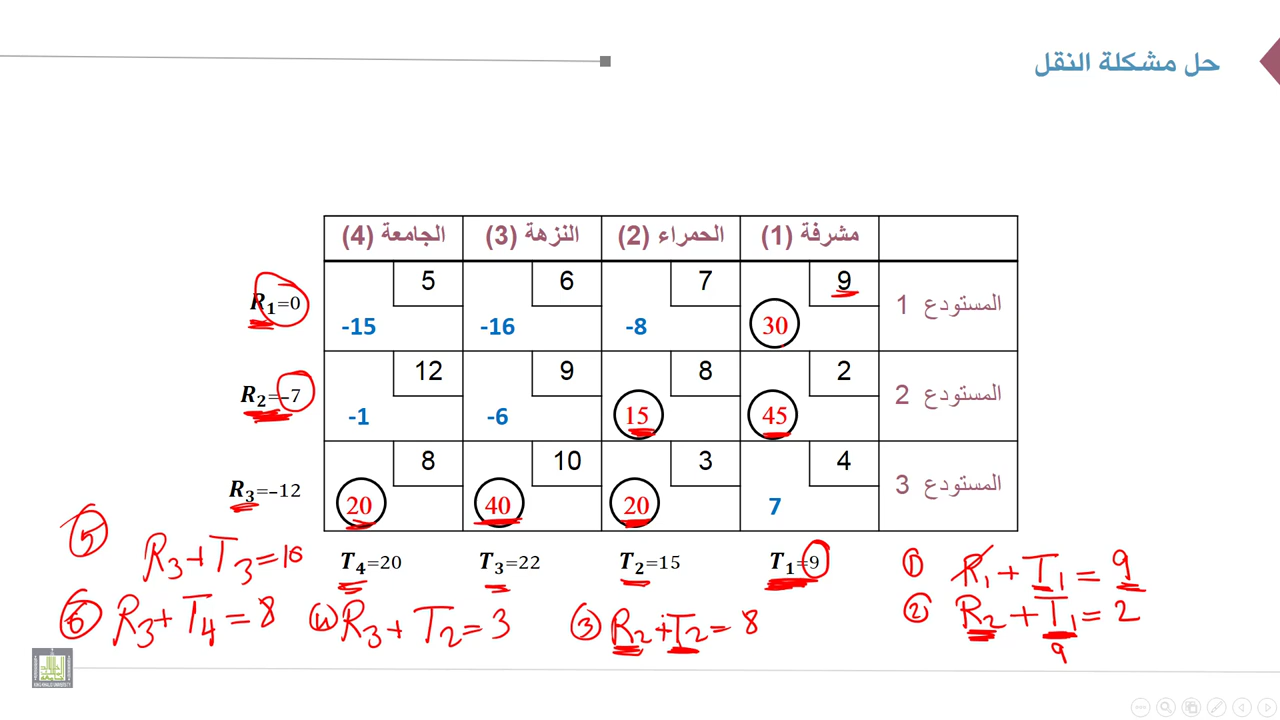 حل مشكلة النقل
مشرفة (1) الحمراء (2) النزهة (3) الجامعة (4)
المستودع 1 9 7 6 5 R₁=0
30 -8 -16 -15
المستودع 2 2 8 9 12 R₂=-7
45 15 -6 -1
المستودع 3 4 3 10 8 R₃=-12
7 20 40 20
T₁=9 T₂=15 T₃=22 T₄=20
① R₁ + T₁ = 9
② R₂ + T₁ = 2
9
③ R₂ + T₂ = 8
④ R₃ + T₂ = 3
⑤ R₃ + T₃ = 10
⑥ R₃ + T₄ = 8